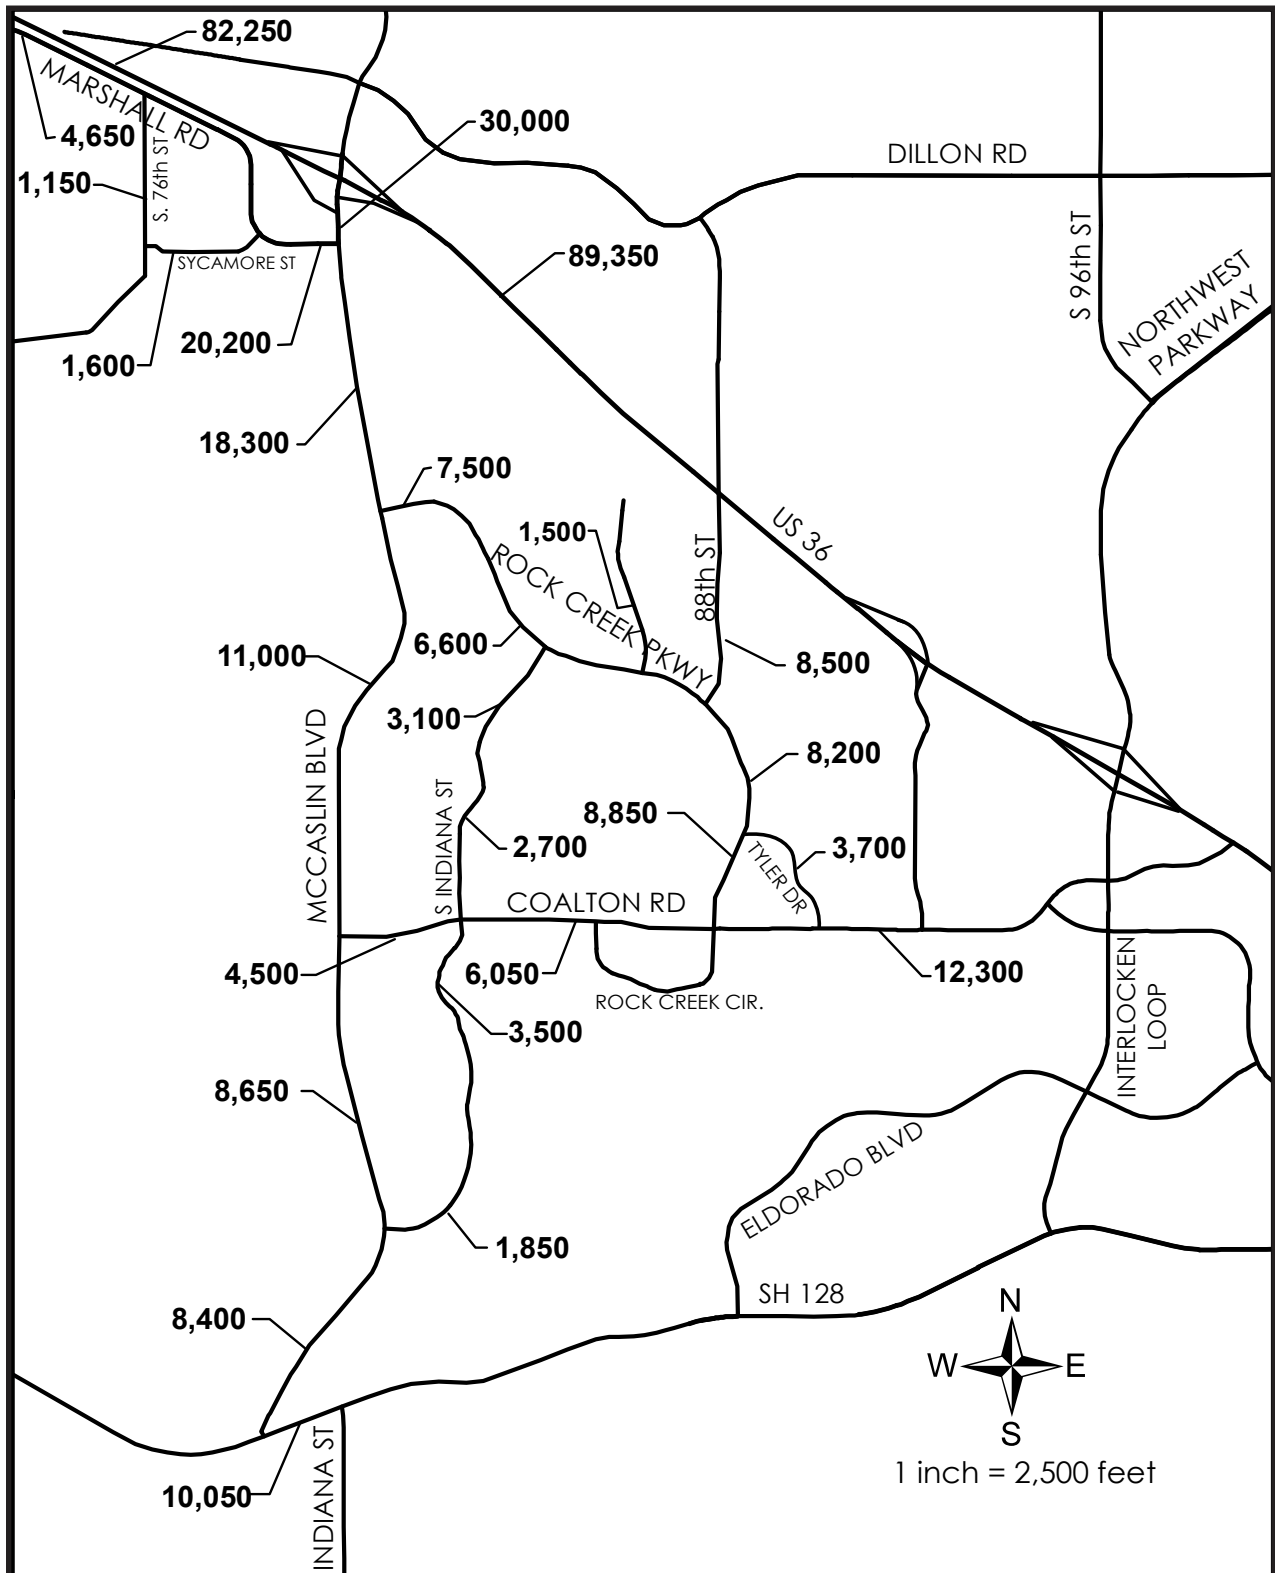 82,250
MARSHALL RD
4,650
30,000
S. 76th ST
DILLON RD
1,150
S 96th ST
SYCAMORE ST
89,350
NORTHWEST
PARKWAY
20,200
1,600
18,300
7,500
1,500
US 36
88th ST
ROCK CREEK PKWY
6,600
11,000
8,500
3,100
MCCASLIN BLVD
8,200
S INDIANA ST
8,850
2,700
3,700
TYLER DR
COALTON RD
4,500
6,050
12,300
ROCK CREEK CIR.
3,500
INTERLOCKEN
LOOP
8,650
ELDORADO BLVD
1,850
SH 128
8,400
N
W
E
S
INDIANA ST
1 inch = 2,500 feet
10,050